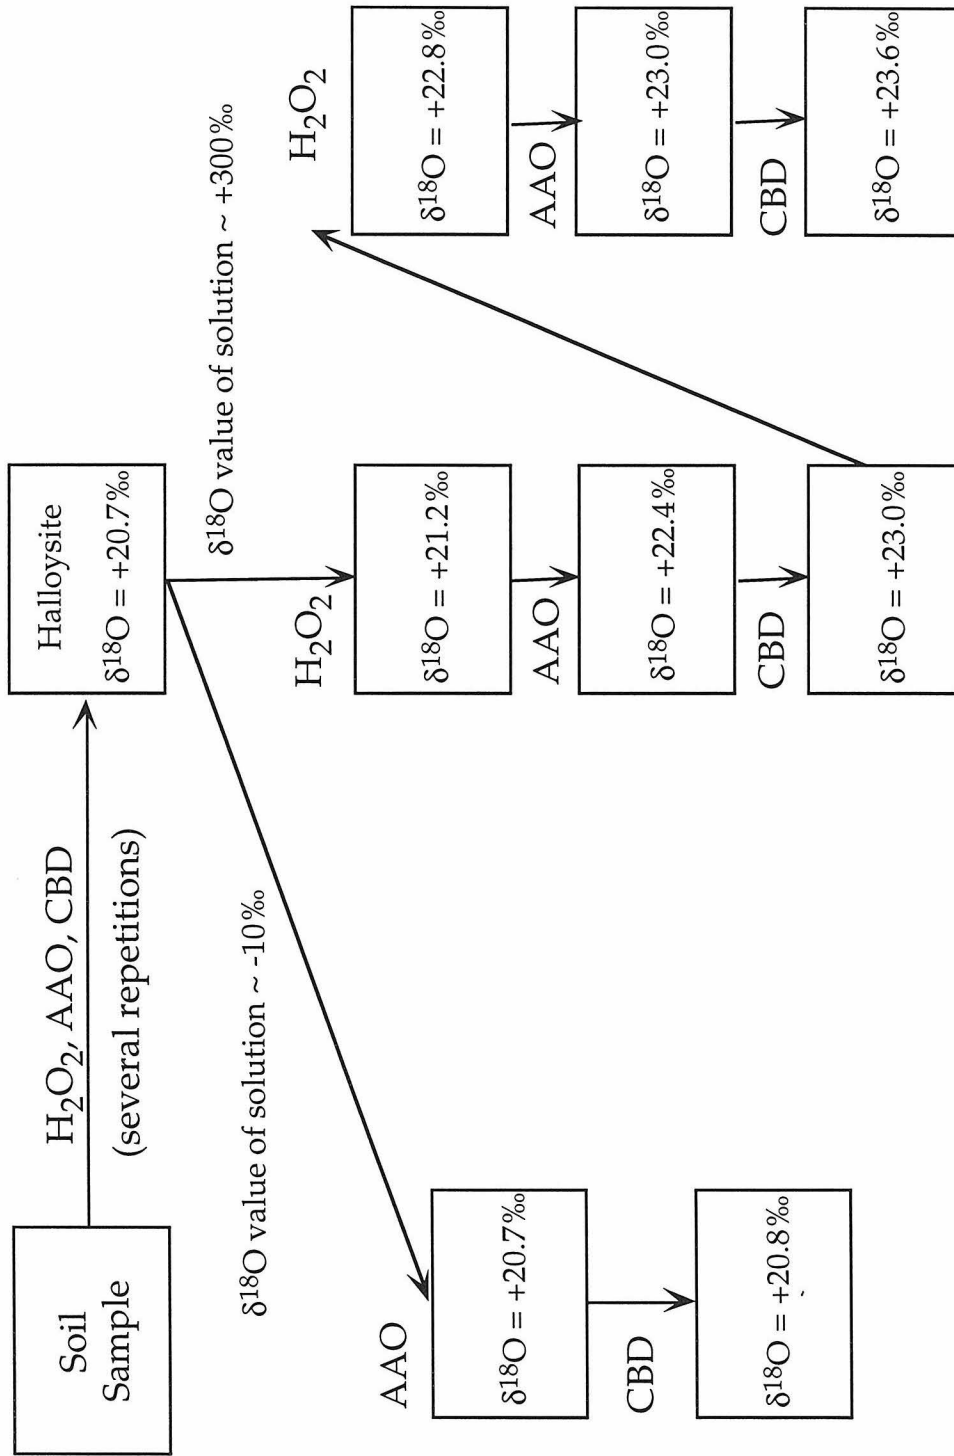 Soil
Sample
H₂O₂, AAO, CBD
(several repetitions)
Halloysite
δ¹⁸O = +20.7‰
δ¹⁸O value of solution ~ -10‰
δ¹⁸O value of solution ~ +300‰
AAO
δ¹⁸O = +20.7‰
CBD
δ¹⁸O = +20.8‰
H₂O₂
δ¹⁸O = +21.2‰
AAO
δ¹⁸O = +22.4‰
CBD
δ¹⁸O = +23.0‰
H₂O₂
δ¹⁸O = +22.8‰
AAO
δ¹⁸O = +23.0‰
CBD
δ¹⁸O = +23.6‰